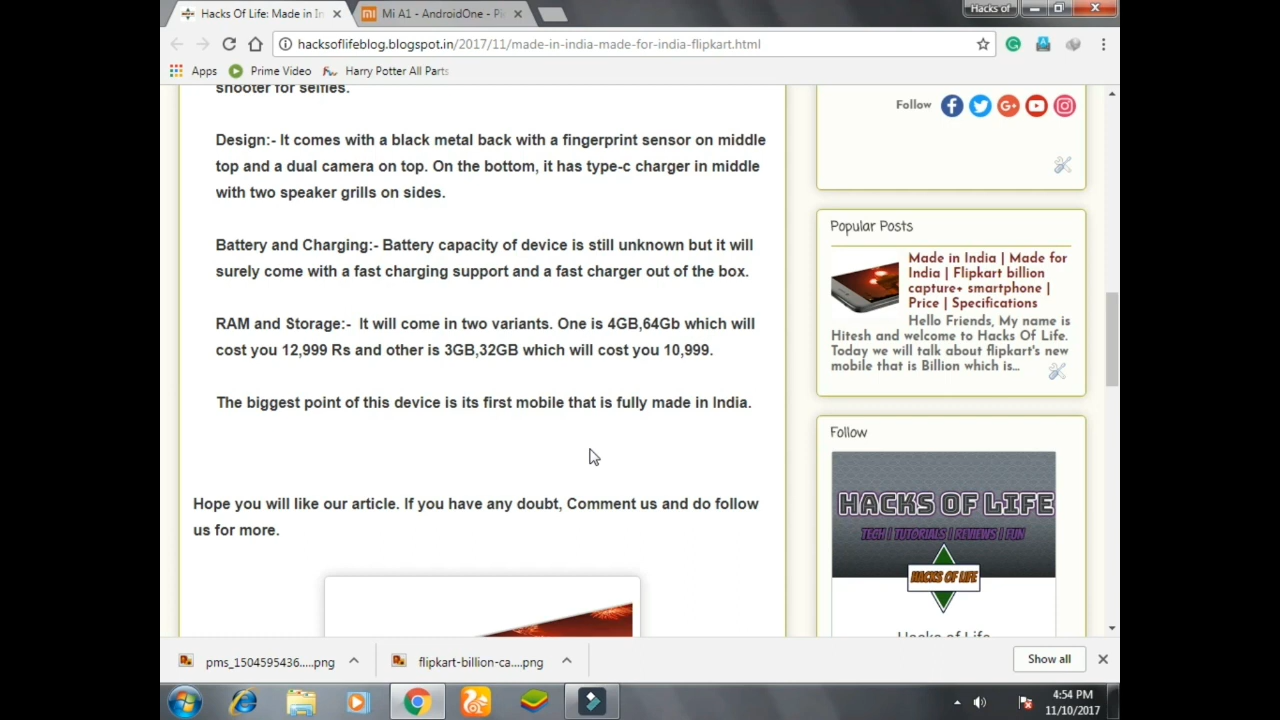 Hacks Of Life: Made in In
Mi A1 - AndroidOne - Pi
Hacks of
hacksoflifeblog.blogspot.in/2017/11/made-in-india-made-for-india-flipkart.html
Apps
Prime Video
Harry Potter All Parts
shooter for selfies.
Design:- It comes with a black metal back with a fingerprint sensor on middle
top and a dual camera on top. On the bottom, it has type-c charger in middle
with two speaker grills on sides.
Battery and Charging:- Battery capacity of device is still unknown but it will
surely come with a fast charging support and a fast charger out of the box.
RAM and Storage:- It will come in two variants. One is 4GB,64Gb which will
cost you 12,999 Rs and other is 3GB,32GB which will cost you 10,999.
The biggest point of this device is its first mobile that is fully made in India.
Hope you will like our article. If you have any doubt, Comment us and do follow
us for more.
Follow
Popular Posts
Made in India | Made for
India | Flipkart billion
capture+ smartphone |
Price | Specifications
Hello Friends, My name is
Hitesh and welcome to Hacks Of Life.
Today we will talk about flipkart's new
mobile that is Billion which is...
Follow
HACKS OF LIFE
TECH / TUTORIALS / REVIEWS / FUN
HACKS OF LIFE
Hacks of Life
pms_1504595436.....png
flipkart-billion-ca....png
Show all
4:54 PM
11/10/2017